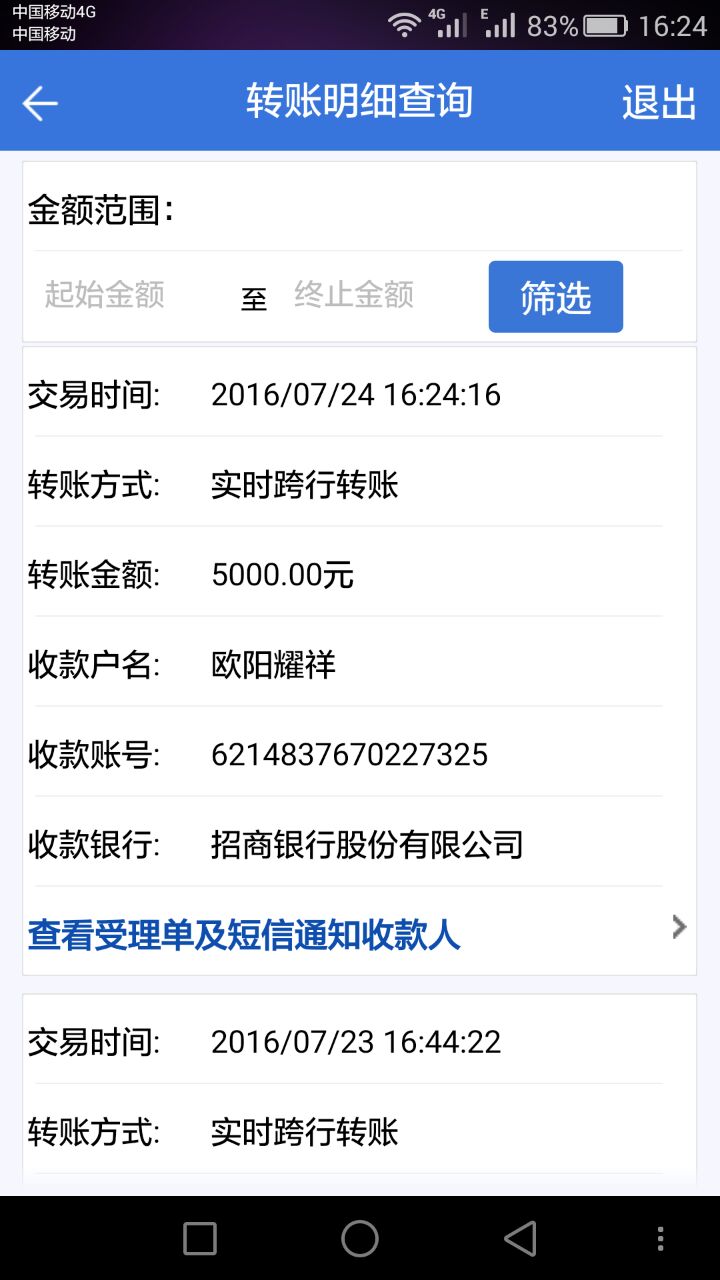 中国移动4G
中国移动
4G E 83% 16:24
转账明细查询 退出
金额范围：
起始金额 至 终止金额 筛选
交易时间: 2016/07/24 16:24:16
转账方式: 实时跨行转账
转账金额: 5000.00元
收款户名: 欧阳耀祥
收款账号: 6214837670227325
收款银行: 招商银行股份有限公司
查看受理单及短信通知收款人
交易时间: 2016/07/23 16:44:22
转账方式: 实时跨行转账